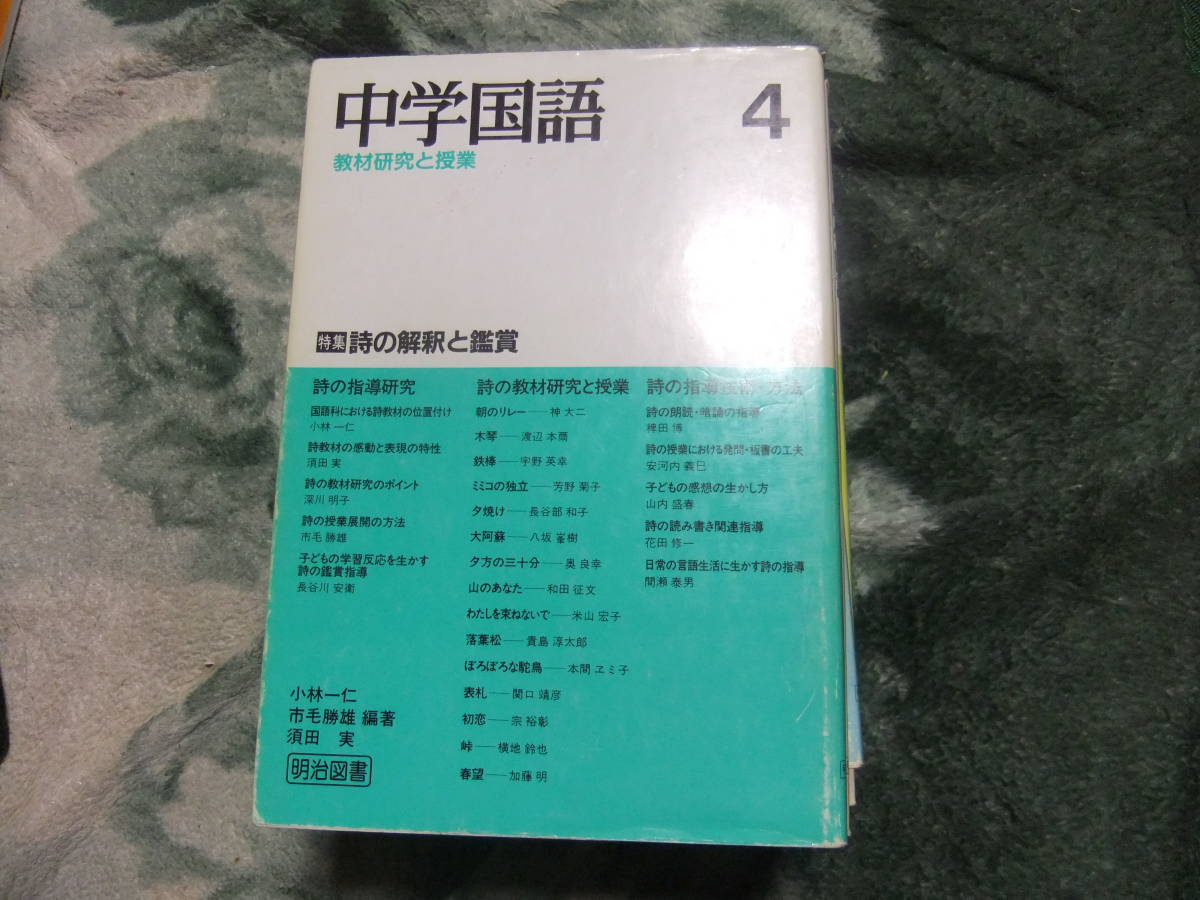 中学国語 4
教材研究と授業
特集 詩の解釈と鑑賞
詩の指導研究
国語科における詩教材の位置付け
小林 一仁
詩教材の感動と表現の特性
須田 実
詩の教材研究のポイント
深川 明子
詩の授業展開の方法
市毛 勝雄
子どもの学習反応を生かす
詩の鑑賞指導
長谷川 安衛
詩の教材研究と授業
朝のリレー──神 大二
木琴──渡辺 本爾
鉄棒──宇野 英幸
ミミコの独立──芳野 菊子
夕焼け──長谷部 和子
大阿蘇──八坂 峯樹
夕方の三十分──奥 良幸
山のあなた──和田 征文
わたしを束ねないで──米山 宏子
落葉松──貴島 淳太郎
ぼろぼろな駝鳥──本間 ヱミ子
表札──関口 靖彦
初恋──宗 裕彰
峠──横地 鈴也
春望──加藤 明
詩の指導技術・方法
詩の朗読・暗誦の指導
稗田 博
詩の授業における発問・板書の工夫
安河内 義巳
子どもの感想の生かし方
山内 盛春
詩の読み書き関連指導
花田 修一
日常の言語生活に生かす詩の指導
間瀬 泰男
小林一仁
市毛勝雄 編著
須田 実
明治図書